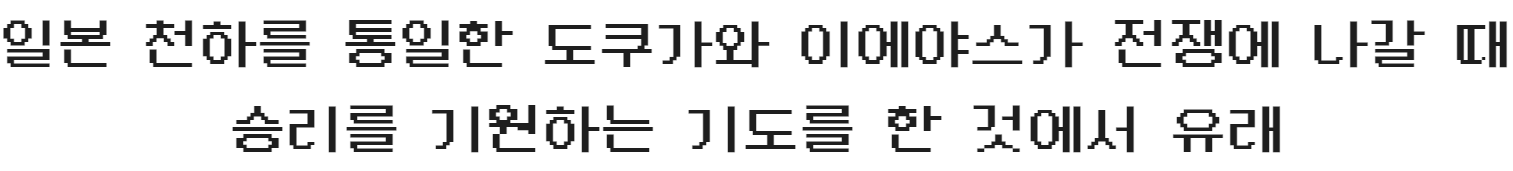 일본 천하를 통일한 도쿠가와 이에야스가 전쟁에 나갈 때
승리를 기원하는 기도를 한 것에서 유래